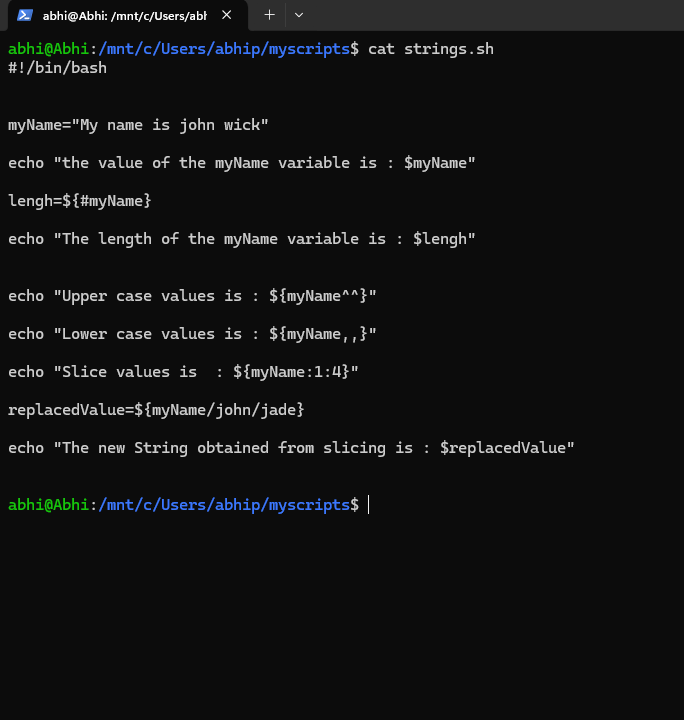 abhi@Abhi: /mnt/c/Users/abh
abhi@Abhi:/mnt/c/Users/abhip/myscripts$ cat strings.sh
#!/bin/bash
myName="My name is john wick"
echo "the value of the myName variable is : $myName"
lengh=${#myName}
echo "The length of the myName variable is : $lengh"
echo "Upper case values is : ${myName^^}"
echo "Lower case values is : ${myName,,}"
echo "Slice values is  : ${myName:1:4}"
replacedValue=${myName/john/jade}
echo "The new String obtained from slicing is : $replacedValue"
abhi@Abhi:/mnt/c/Users/abhip/myscripts$